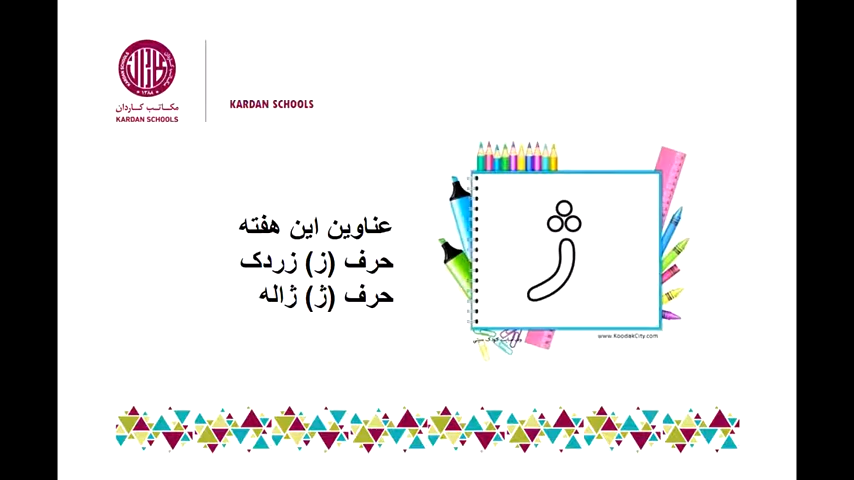 مکاتب کاردان
KARDAN SCHOOLS
KARDAN SCHOOLS
عناوین این هفته
حرف (ز) زردک
حرف (ژ) ژاله
ژ
www.KoodakCity.com